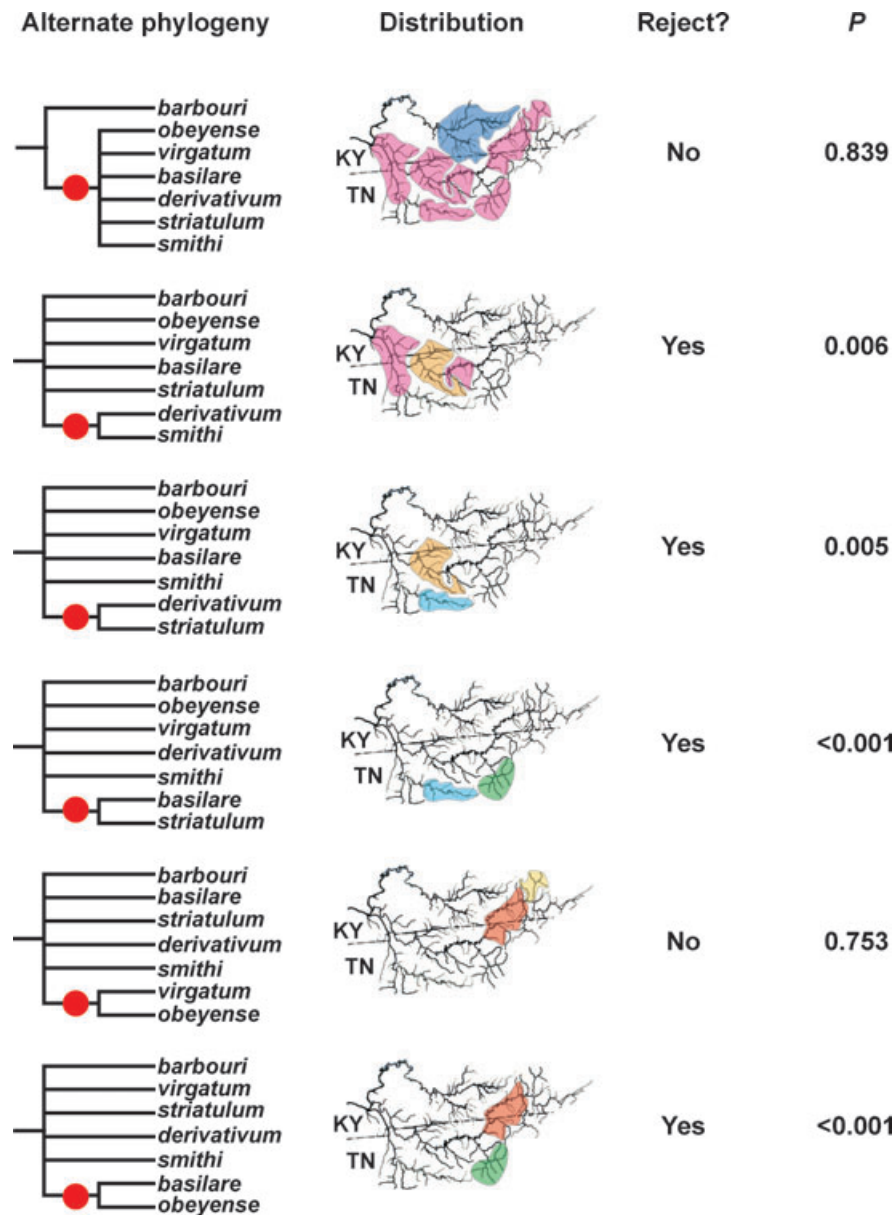 Alternate phylogeny Distribution Reject? P
barbouri
obeyense
virgatum
basilare
derivativum
striatulum
smithi
KY
TN
No 0.839
barbouri
obeyense
virgatum
basilare
striatulum
derivativum
smithi
KY
TN
Yes 0.006
barbouri
obeyense
virgatum
basilare
smithi
derivativum
striatulum
KY
TN
Yes 0.005
barbouri
obeyense
virgatum
derivativum
smithi
basilare
striatulum
KY
TN
Yes <0.001
barbouri
basilare
striatulum
derivativum
smithi
virgatum
obeyense
KY
TN
No 0.753
barbouri
virgatum
striatulum
derivativum
smithi
basilare
obeyense
KY
TN
Yes <0.001